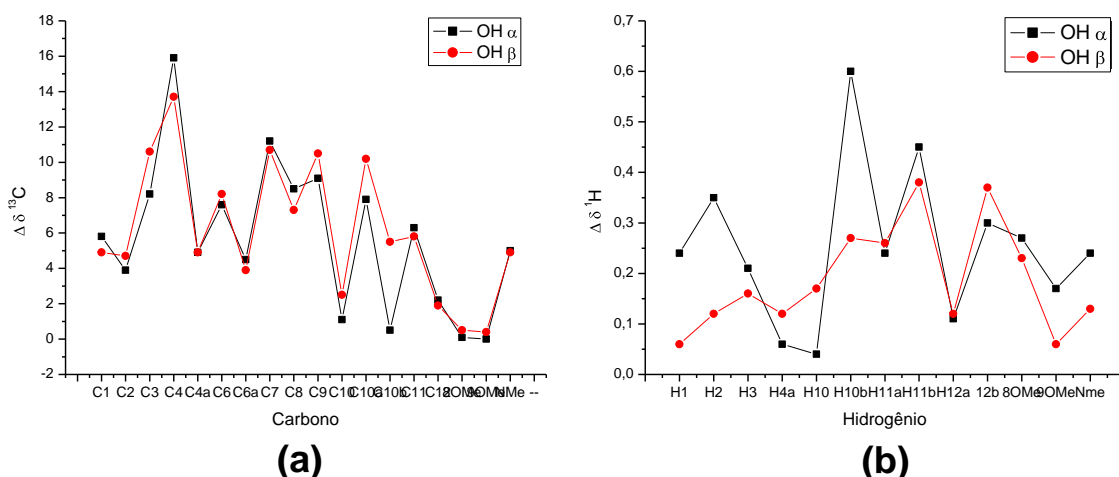 18
16
14
12
10
8
6
4
2
0
-2
Δ δ ¹³C
OH α
OH β
C1 C2 C3 C4 C4a C6 C6a C7 C8 C9 C10 C10a C10b C11 C12 8OMe 9OMe NMe --
Carbono
(a)
0,7
0,6
0,5
0,4
0,3
0,2
0,1
0,0
Δ δ ¹H
OH α
OH β
H1 H2 H3 H4a H10 H10b H11a H11b H12a 12b 8OMe 9OMe Nme
Hidrogênio
(b)